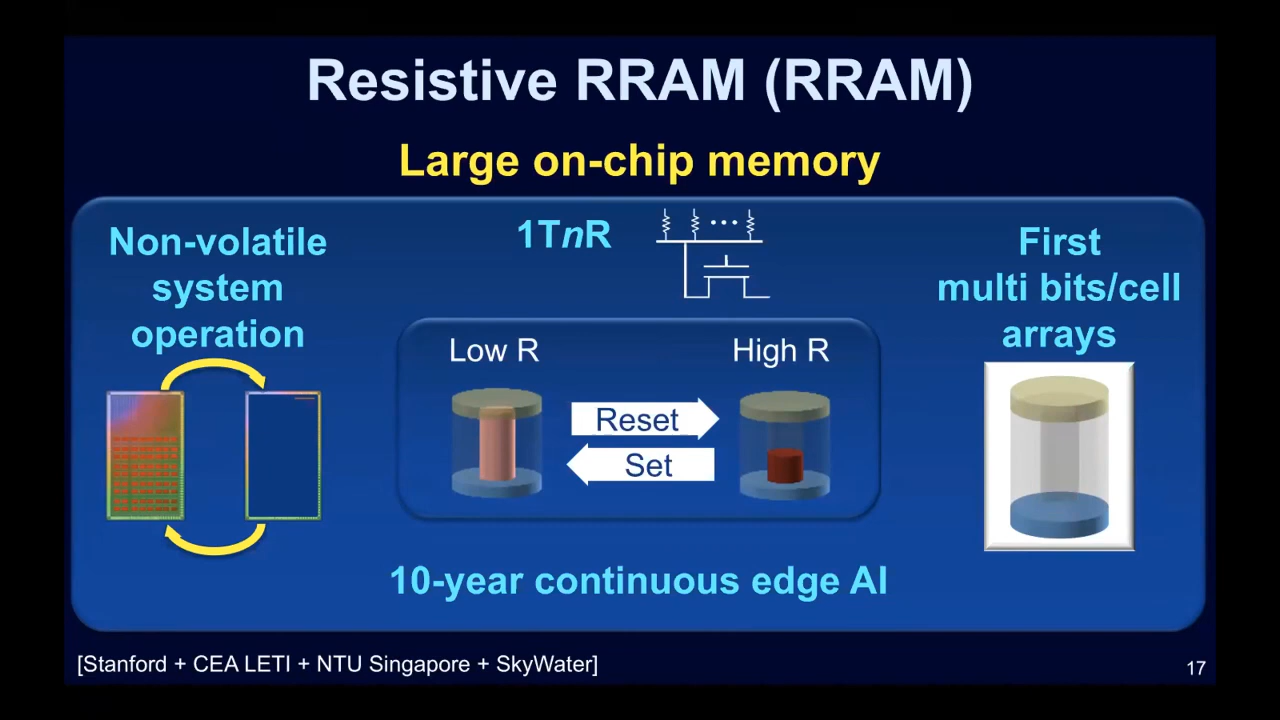 Resistive RRAM (RRAM)
Large on-chip memory
Non-volatile
system
operation
1TnR
First
multi bits/cell
arrays
Low R
High R
Reset
Set
10-year continuous edge AI
[Stanford + CEA LETI + NTU Singapore + SkyWater]
17